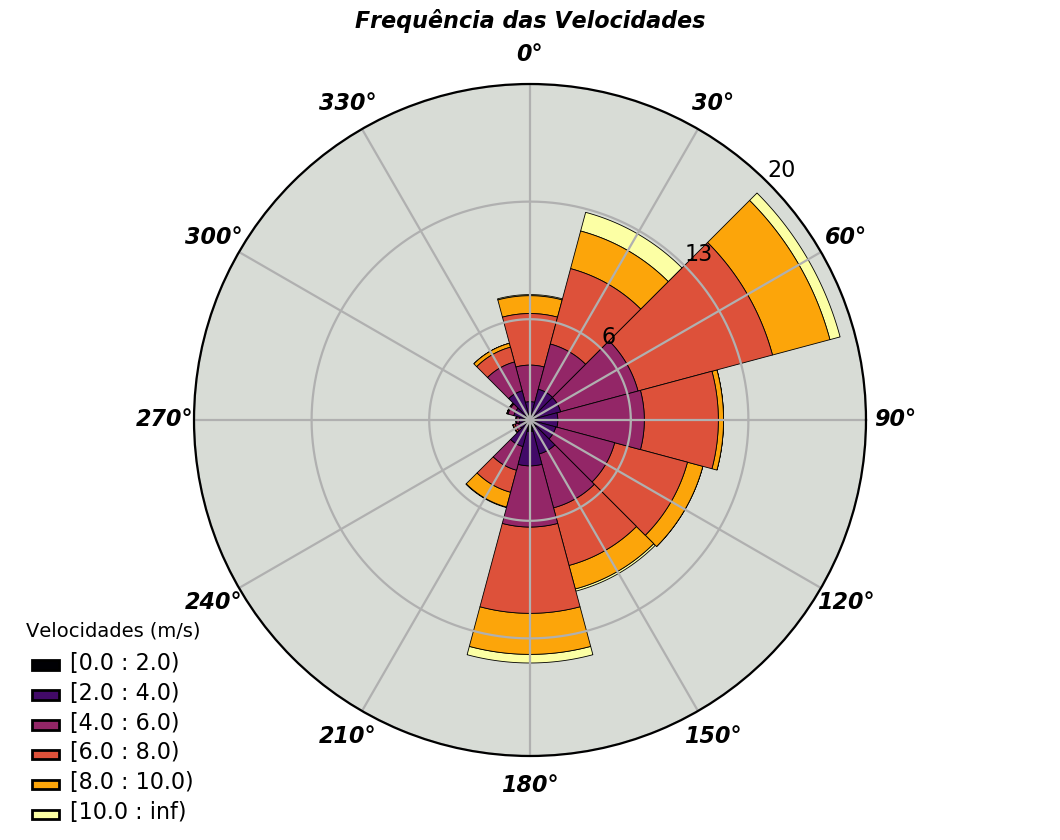 Frequência das Velocidades
0°
330°
30°
20
300°
60°
13
6
270°
90°
240°
120°
210°
150°
180°
Velocidades (m/s)
[0.0 : 2.0)
[2.0 : 4.0)
[4.0 : 6.0)
[6.0 : 8.0)
[8.0 : 10.0)
[10.0 : inf)